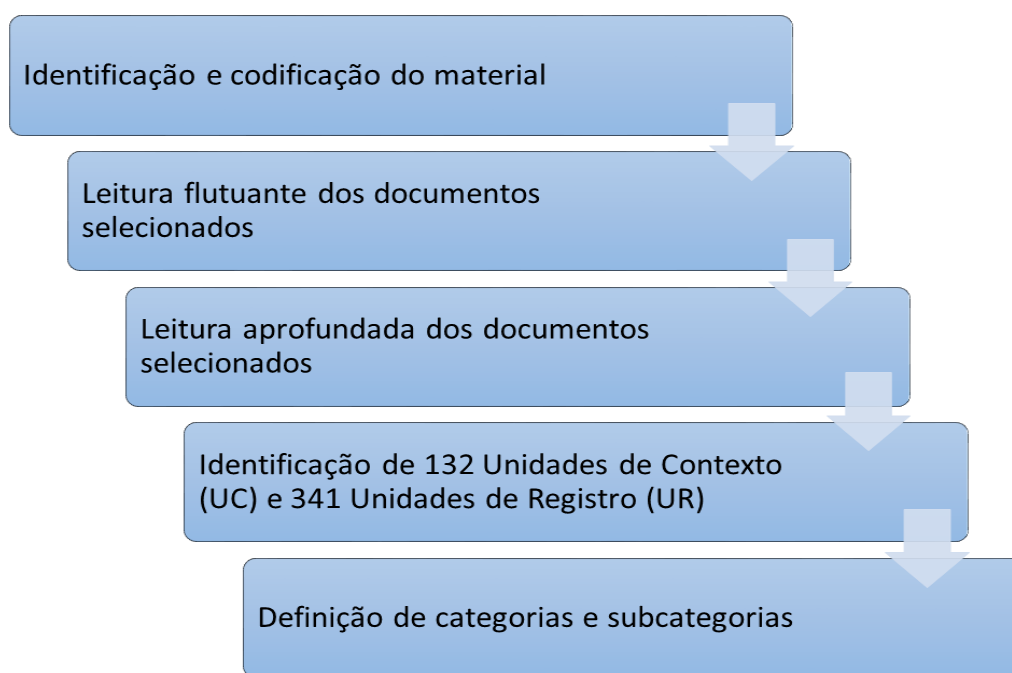 Identificação e codificação do material
Leitura flutuante dos documentos
selecionados
Leitura aprofundada dos documentos
selecionados
Identificação de 132 Unidades de Contexto
(UC) e 341 Unidades de Registro (UR)
Definição de categorias e subcategorias